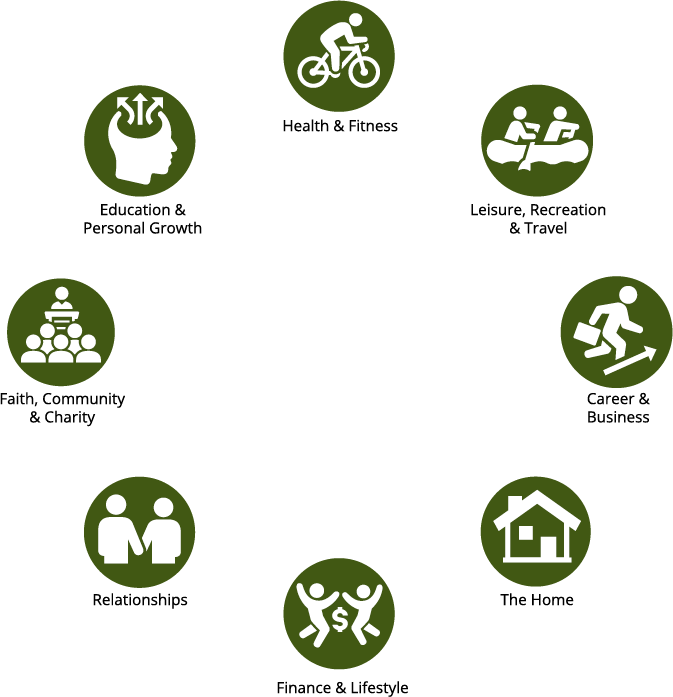 Health & Fitness
Education &
Personal Growth
Leisure, Recreation
& Travel
Faith, Community
& Charity
Career &
Business
Relationships
The Home
$
Finance & Lifestyle